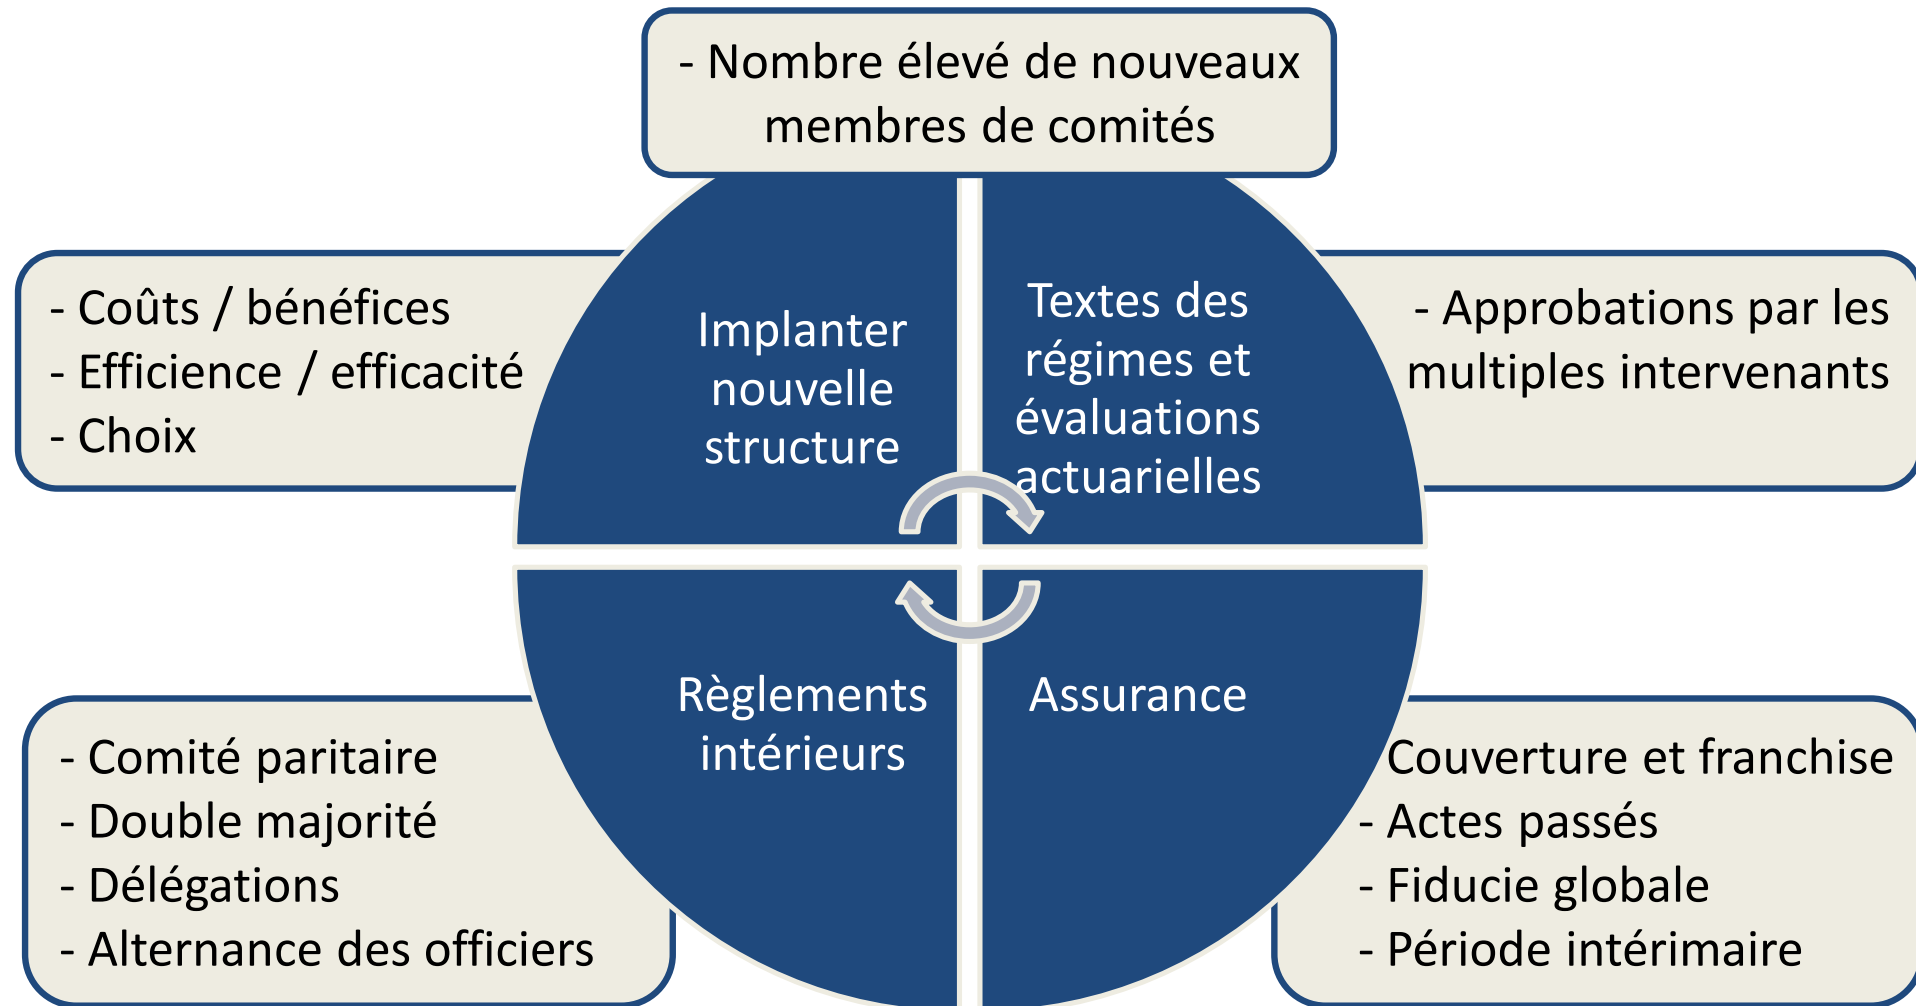 - Nombre élevé de nouveaux
membres de comités
- Coûts / bénéfices
- Efficience / efficacité
- Choix
Implanter
nouvelle
structure
Textes des
régimes et
évaluations
actuarielles
- Approbations par les
multiples intervenants
Règlements
intérieurs
Assurance
- Comité paritaire
- Double majorité
- Délégations
- Alternance des officiers
Couverture et franchise
- Actes passés
- Fiducie globale
- Période intérimaire